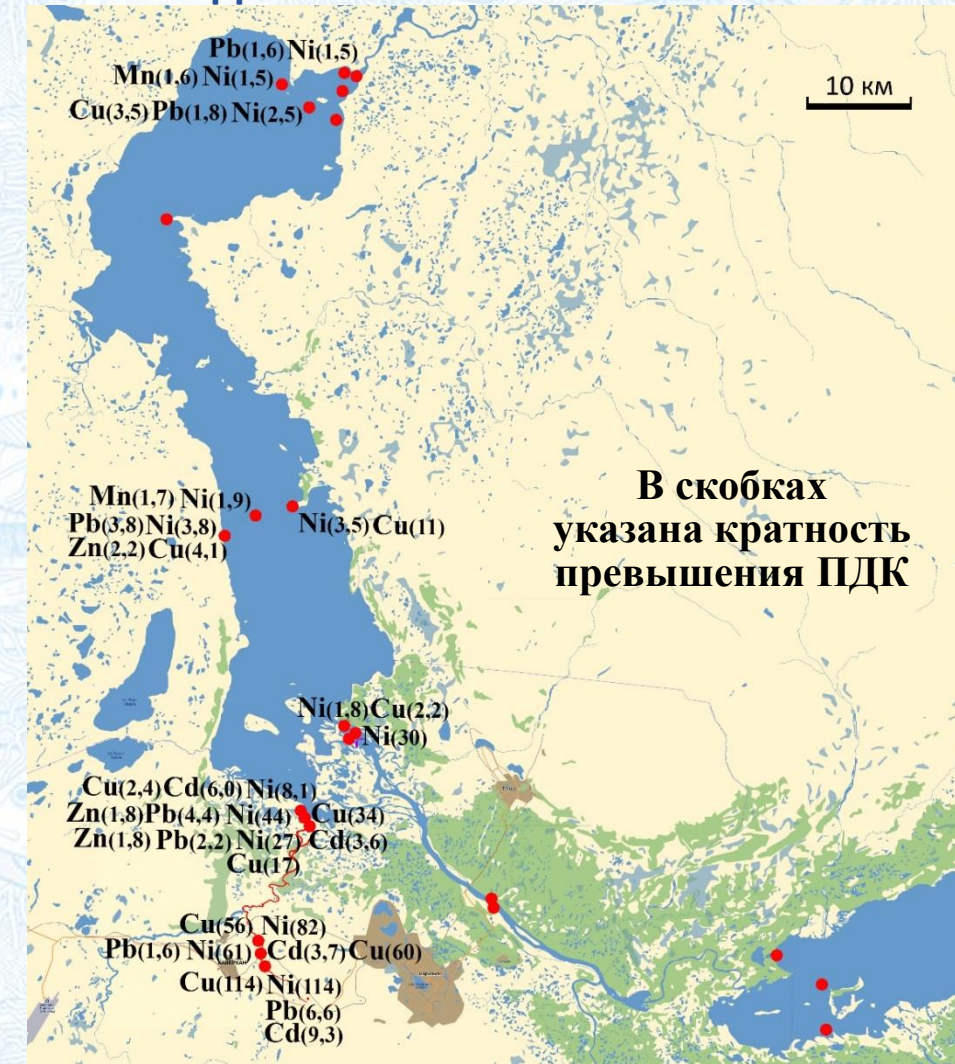 Pb(1,6) Ni(1,5)
Mn(1,6) Ni(1,5)
Cu(3,5) Pb(1,8) Ni(2,5)
10 км
В скобках
указана кратность
превышения ПДК
Mn(1,7) Ni(1,9)
Pb(3,8) Ni(3,8)
Zn(2,2) Cu(4,1)
Ni(3,5) Cu(11)
Ni(1,8) Cu(2,2)
Ni(30)
Cu(2,4) Cd(6,0) Ni(8,1)
Zn(1,8) Pb(4,4) Ni(44) Cu(34)
Zn(1,8) Pb(2,2) Ni(27) Cd(3,6)
Cu(17)
Cu(56) Ni(82)
Pb(1,6) Ni(61) Cd(3,7) Cu(60)
Cu(114) Ni(114)
Pb(6,6)
Cd(9,3)